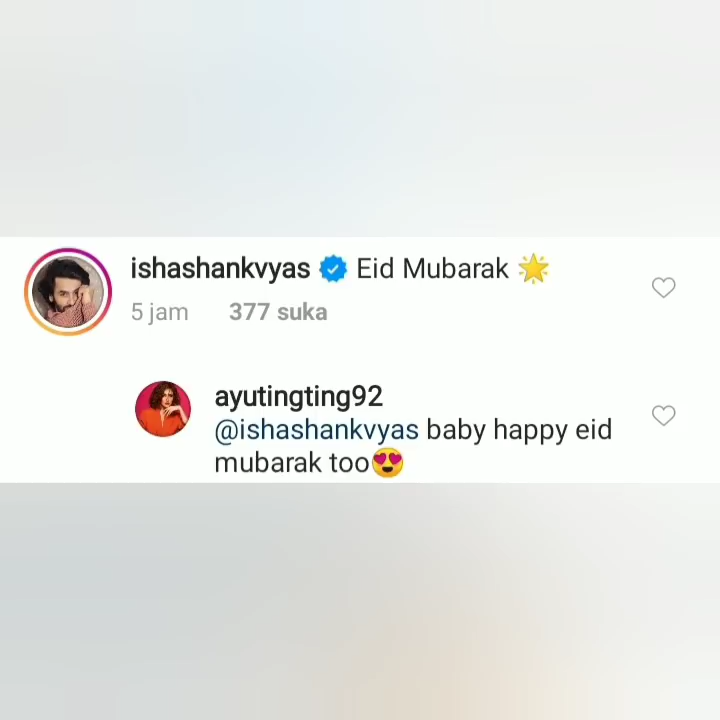 ishashankvyas Eid Mubarak 🌟
5 jam 377 suka
ayutingting92
@ishashankvyas baby happy eid
mubarak too😍